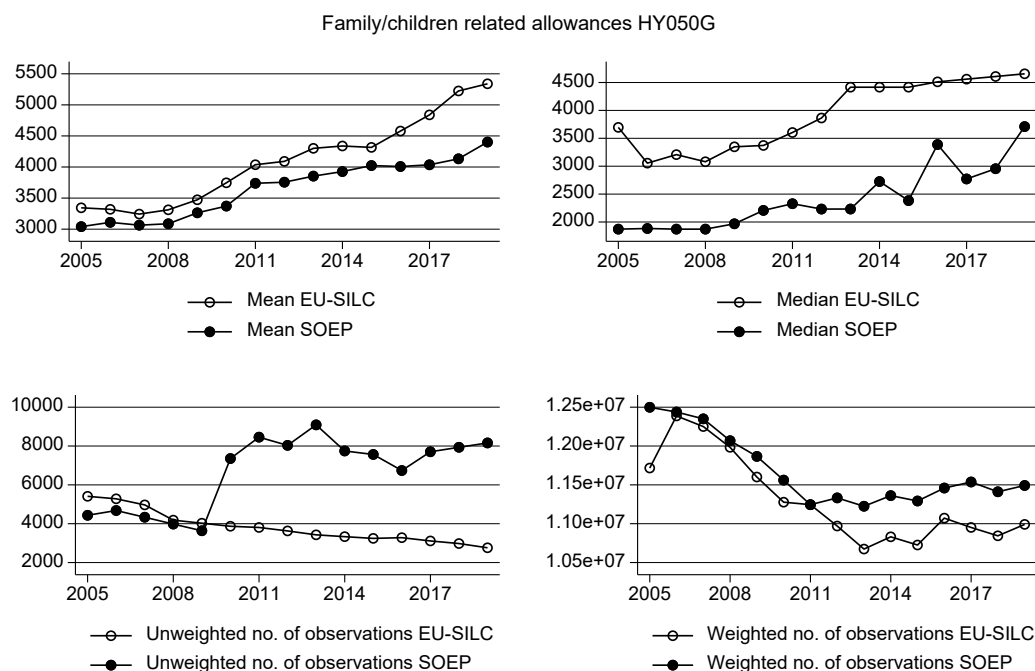 Family/children related allowances HY050G
5500
5000
4500
4000
3500
3000
2005 2008 2011 2014 2017
Mean EU-SILC
Mean SOEP
4500
4000
3500
3000
2500
2000
2005 2008 2011 2014 2017
Median EU-SILC
Median SOEP
10000
8000
6000
4000
2000
2005 2008 2011 2014 2017
Unweighted no. of observations EU-SILC
Unweighted no. of observations SOEP
1.25e+07
1.20e+07
1.15e+07
1.10e+07
1.05e+07
2005 2008 2011 2014 2017
Weighted no. of observations EU-SILC
Weighted no. of observations SOEP